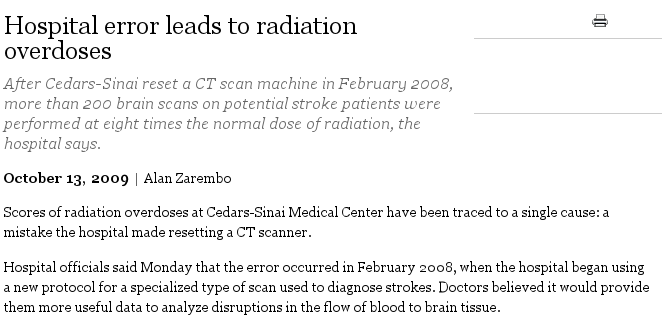 Hospital error leads to radiation
overdoses
After Cedars-Sinai reset a CT scan machine in February 2008,
more than 200 brain scans on potential stroke patients were
performed at eight times the normal dose of radiation, the
hospital says.
October 13, 2009 | Alan Zarembo
Scores of radiation overdoses at Cedars-Sinai Medical Center have been traced to a single cause: a
mistake the hospital made resetting a CT scanner.
Hospital officials said Monday that the error occurred in February 2008, when the hospital began using
a new protocol for a specialized type of scan used to diagnose strokes. Doctors believed it would provide
them more useful data to analyze disruptions in the flow of blood to brain tissue.